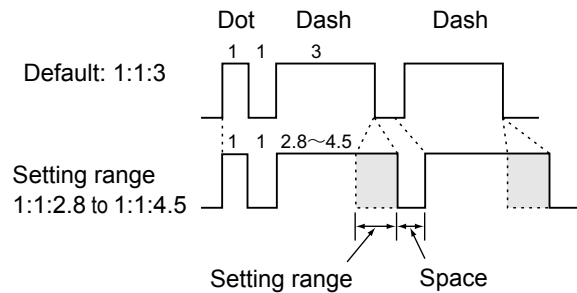 Dot Dash Dash
1 1 3
Default: 1:1:3
1 1 2.8～4.5
Setting range
1:1:2.8 to 1:1:4.5
Setting range Space